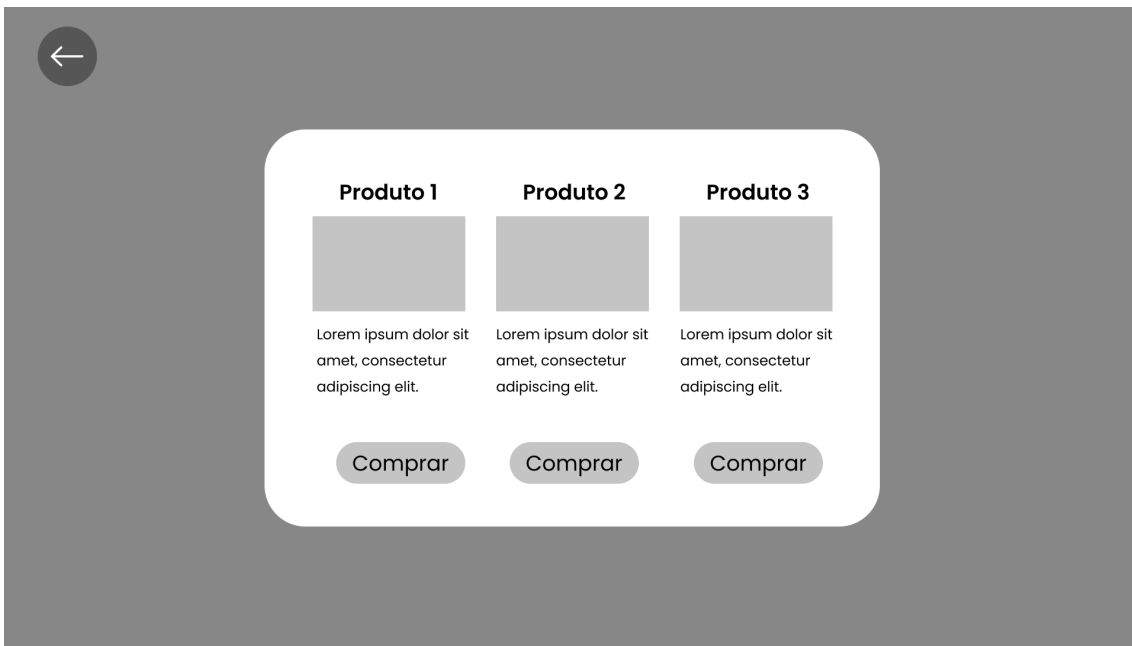 Produto 1
Produto 2
Produto 3
Lorem ipsum dolor sit
amet, consectetur
adipiscing elit.
Lorem ipsum dolor sit
amet, consectetur
adipiscing elit.
Lorem ipsum dolor sit
amet, consectetur
adipiscing elit.
Comprar
Comprar
Comprar